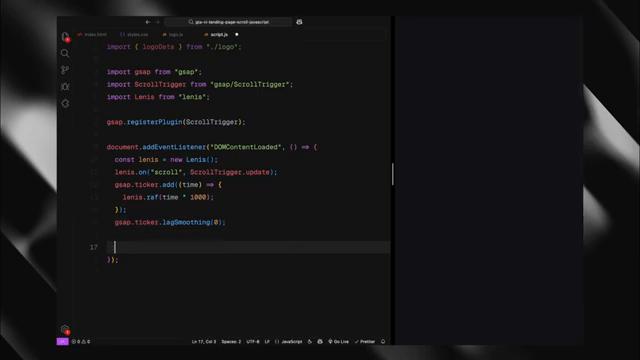 gta-vi-landing-page-scroll-javascript
index.html styles.css logo.js script.js
import { logoData } from "./logo";
import gsap from "gsap";
import ScrollTrigger from "gsap/ScrollTrigger";
import Lenis from "lenis";
gsap.registerPlugin(ScrollTrigger);
document.addEventListener("DOMContentLoaded", () => {
const lenis = new Lenis();
lenis.on("scroll", ScrollTrigger.update);
gsap.ticker.add((time) => {
lenis.raf(time * 1000);
});
gsap.ticker.lagSmoothing(0);
17
});
0 0 Ln 17, Col 3 Spaces: 2 UTF-8 LF {} JavaScript Go Live Prettier